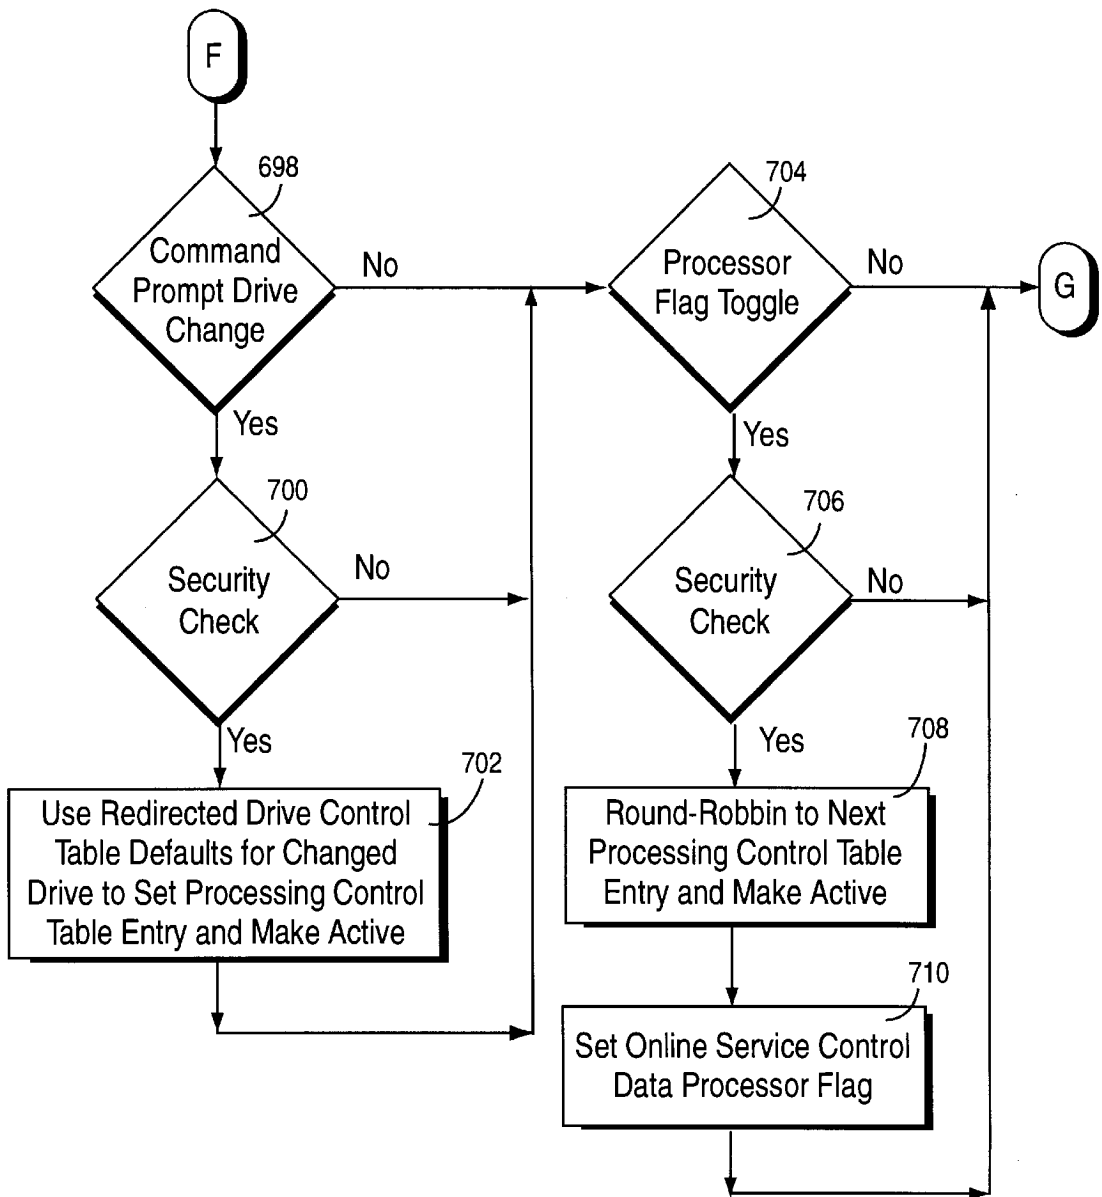 F
698
Command
Prompt Drive
Change
No
Yes
700
Security
Check
No
Yes
702
Use Redirected Drive Control
Table Defaults for Changed
Drive to Set Processing Control
Table Entry and Make Active
704
Processor
Flag Toggle
No
G
Yes
706
Security
Check
No
Yes
708
Round-Robbin to Next
Processing Control Table
Entry and Make Active
710
Set Online Service Control
Data Processor Flag